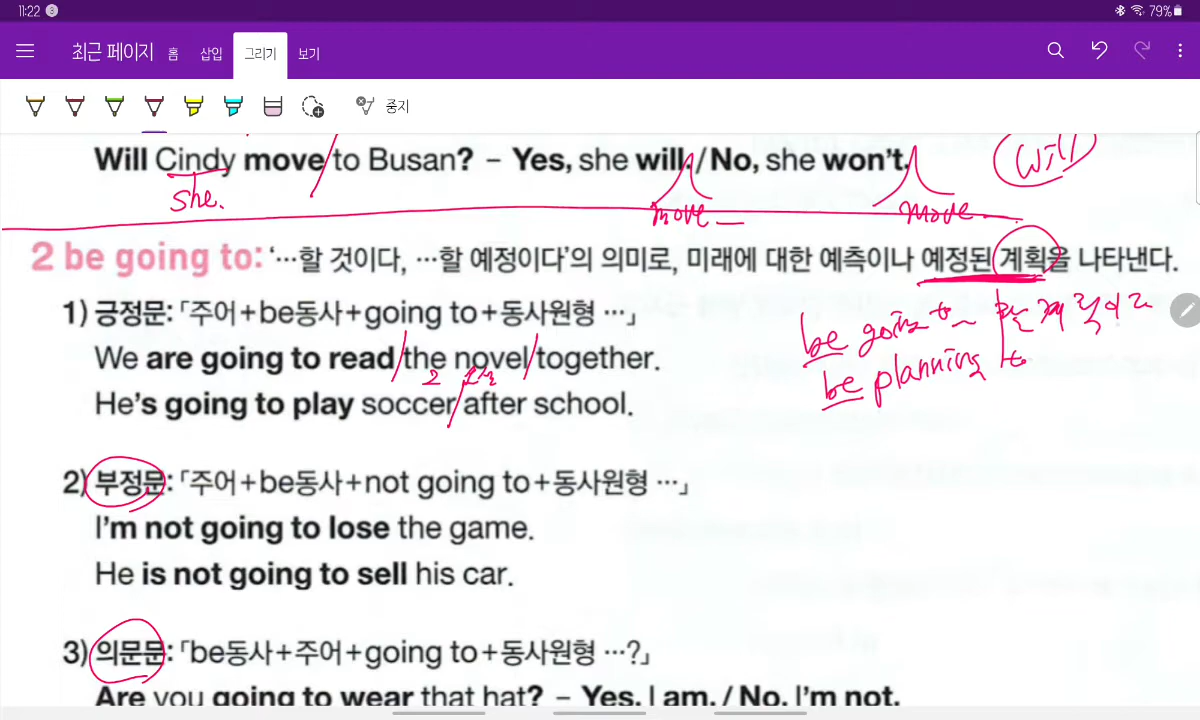 11:22 3 79%
최근 페이지 홈 삽입 그리기 보기
중지
Will Cindy move/to Busan? – Yes, she will./No, she won't.
will
she.
move
move
2 be going to: '…할 것이다, …할 예정이다'의 의미로, 미래에 대한 예측이나 예정된 계획을 나타낸다.
1) 긍정문:「주어+be동사+going to+동사원형 …」
be going to
We are going to read/the novel/together.
2 소설
be planning to
He's going to play soccer/after school.
2) 부정문:「주어+be동사+not going to+동사원형 …」
I'm not going to lose the game.
He is not going to sell his car.
3) 의문문:「be동사+주어+going to+동사원형 …?」
Are you going to wear that hat? – Yes, I am. / No, I'm not.